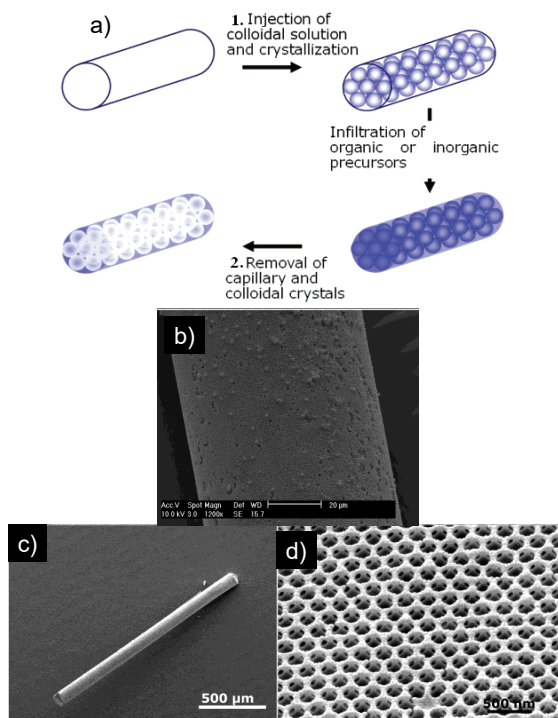 a)
1. Injection of
colloidal solution
and crystallization
Infiltration of
organic or inorganic
precursors
2. Removal of
capillary and
colloidal crystals
b)
Acc.V Spot Magn Det WD 20 µm
10.0 kV 3.0 1200x SE 15.7
c)
500 µm
d)
500 nm